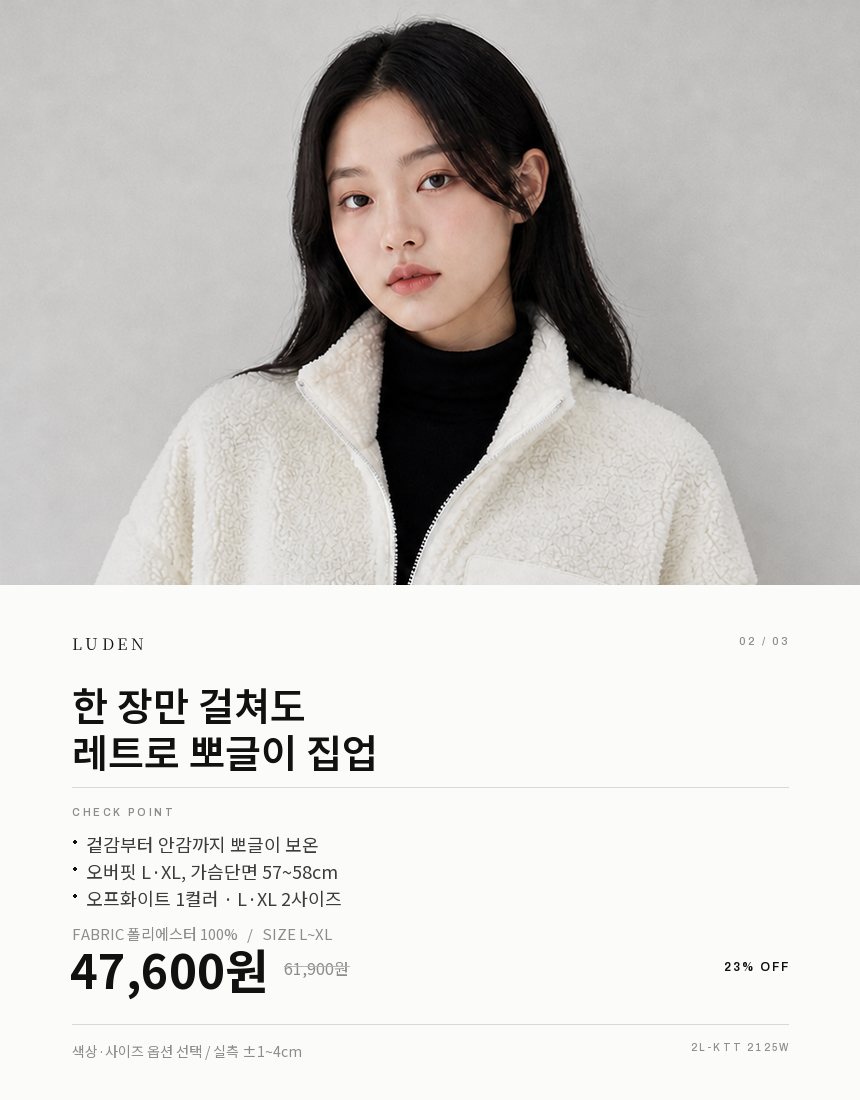 LUDEN
02 / 03
한 장만 걸쳐도
레트로 뽀글이 집업
CHECK POINT
• 겉감부터 안감까지 뽀글이 보온
• 오버핏 L·XL, 가슴단면 57~58cm
• 오프화이트 1컬러 · L·XL 2사이즈
FABRIC 폴리에스터 100% / SIZE L~XL
47,600원 61,900원
23% OFF
색상·사이즈 옵션 선택 / 실측 ±1~4cm
2L-KTT 2125W